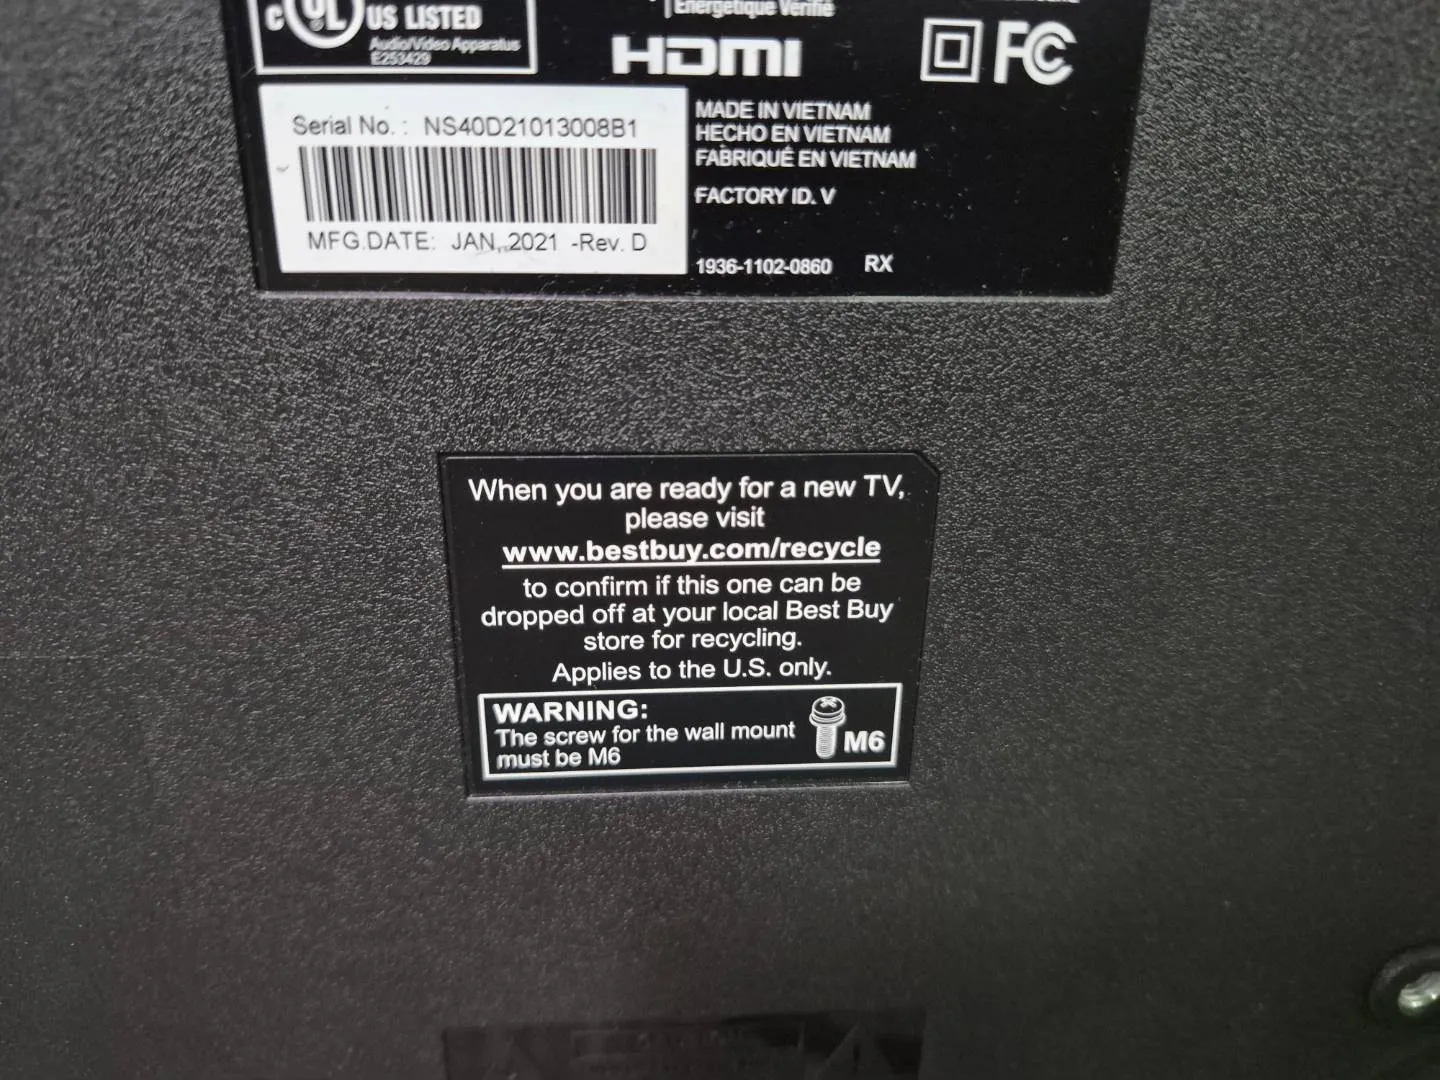 c UL US LISTED
Audio/Video Apparatus
E253429
Énergétique Vérifié
HDMI
FC
Serial No. : NS40D21013008B1
MFG.DATE: JAN, 2021 -Rev. D
MADE IN VIETNAM
HECHO EN VIETNAM
FABRIQUÉ EN VIETNAM
FACTORY ID. V
1936-1102-0860 RX
When you are ready for a new TV,
please visit
www.bestbuy.com/recycle
to confirm if this one can be
dropped off at your local Best Buy
store for recycling.
Applies to the U.S. only.
WARNING:
The screw for the wall mount
must be M6
M6